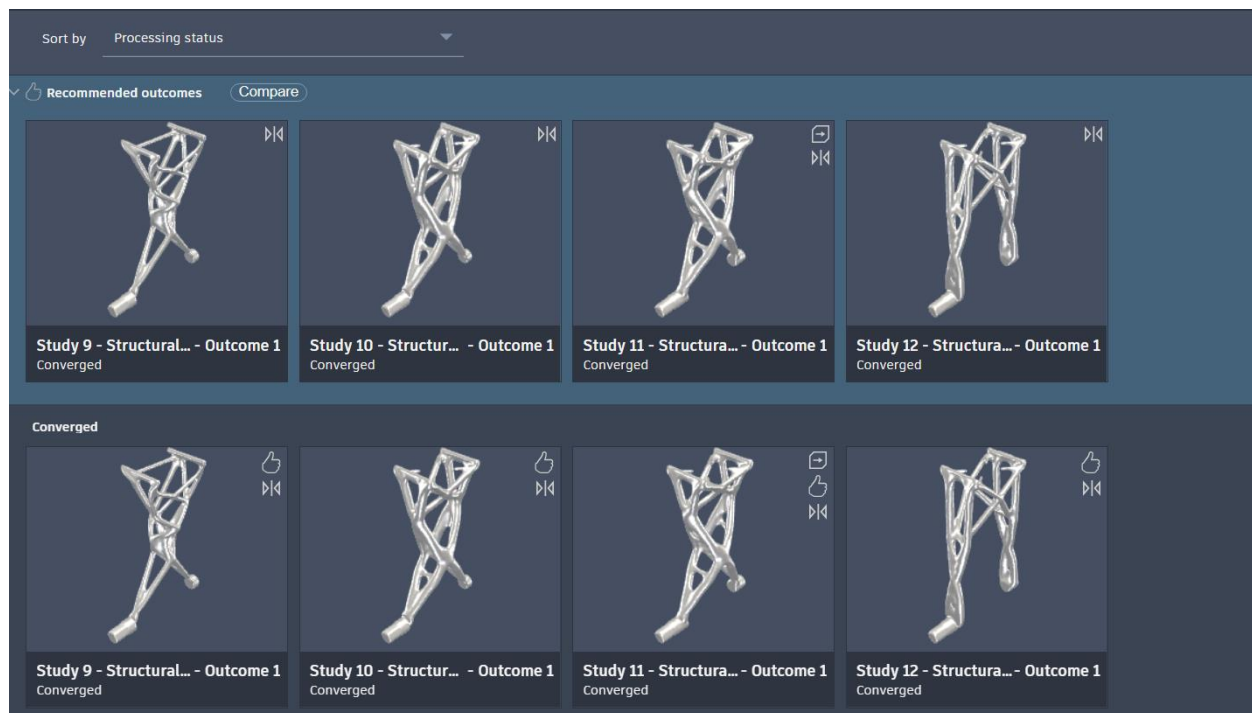 Sort by Processing status
Recommended outcomes Compare
Study 9 - Structural... - Outcome 1
Converged
Study 10 - Structur... - Outcome 1
Converged
Study 11 - Structura... - Outcome 1
Converged
Study 12 - Structura... - Outcome 1
Converged
Converged
Study 9 - Structural... - Outcome 1
Converged
Study 10 - Structur... - Outcome 1
Converged
Study 11 - Structura... - Outcome 1
Converged
Study 12 - Structura... - Outcome 1
Converged